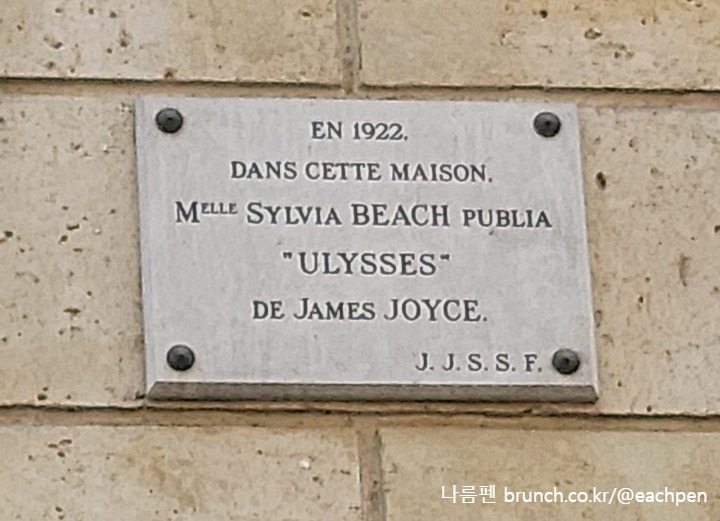 EN 1922.
DANS CETTE MAISON.
MELLE SYLVIA BEACH PUBLIA
"ULYSSES"
DE JAMES JOYCE.
J. J. S. S. F.
나름펜 brunch.co.kr/@eachpen